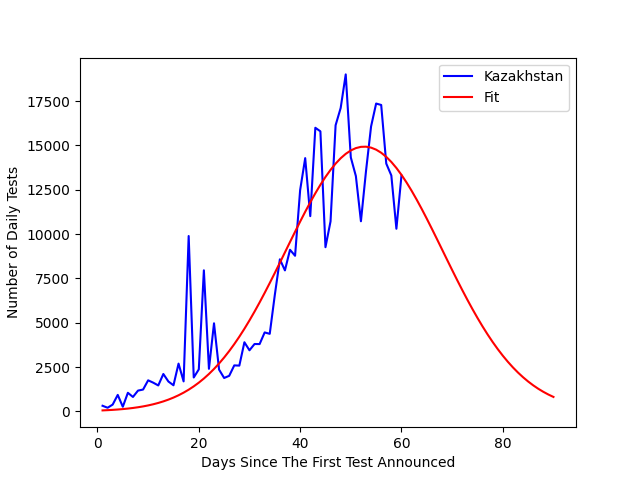 Kazakhstan
Fit
17500
15000
12500
10000
7500
5000
2500
0
Number of Daily Tests
0 20 40 60 80
Days Since The First Test Announced